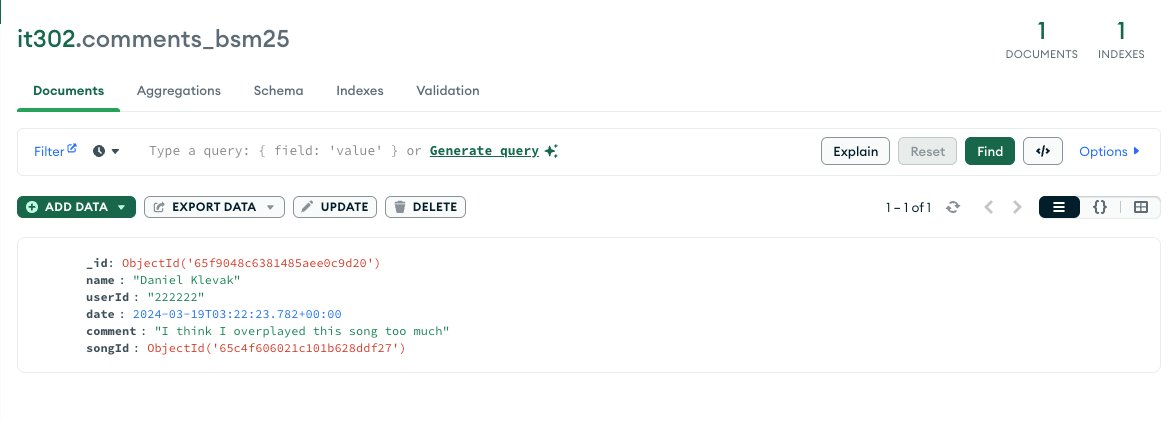 it302.comments_bsm25
1 DOCUMENTS
1 INDEXES
Documents Aggregations Schema Indexes Validation
Filter Type a query: { field: 'value' } or Generate query Explain Reset Find </> Options
ADD DATA EXPORT DATA UPDATE DELETE 1 – 1 of 1 {}
_id: ObjectId('65f9048c6381485aee0c9d20')
name : "Daniel Klevak"
userId : "222222"
date : 2024-03-19T03:22:23.782+00:00
comment : "I think I overplayed this song too much"
songId : ObjectId('65c4f606021c101b628ddf27')